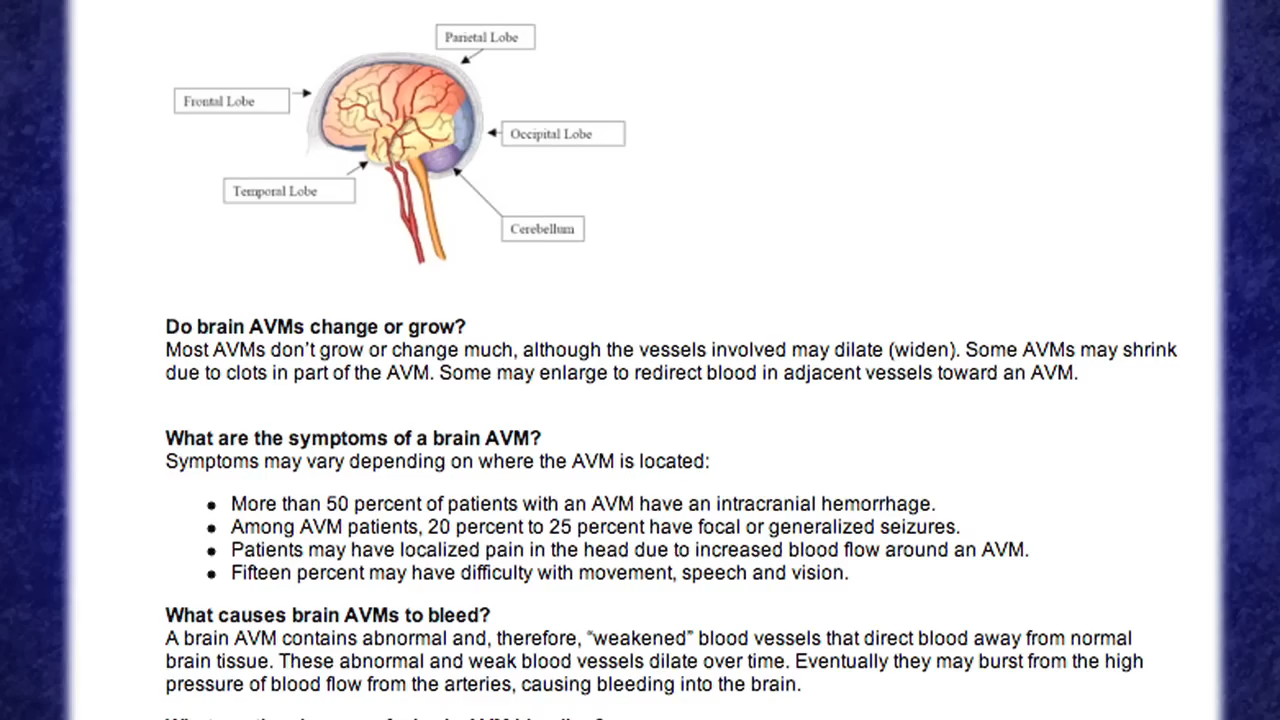 Parietal Lobe
Frontal Lobe
Occipital Lobe
Temporal Lobe
Cerebellum
Do brain AVMs change or grow?
Most AVMs don’t grow or change much, although the vessels involved may dilate (widen). Some AVMs may shrink
due to clots in part of the AVM. Some may enlarge to redirect blood in adjacent vessels toward an AVM.
What are the symptoms of a brain AVM?
Symptoms may vary depending on where the AVM is located:
• More than 50 percent of patients with an AVM have an intracranial hemorrhage.
• Among AVM patients, 20 percent to 25 percent have focal or generalized seizures.
• Patients may have localized pain in the head due to increased blood flow around an AVM.
• Fifteen percent may have difficulty with movement, speech and vision.
What causes brain AVMs to bleed?
A brain AVM contains abnormal and, therefore, “weakened” blood vessels that direct blood away from normal
brain tissue. These abnormal and weak blood vessels dilate over time. Eventually they may burst from the high
pressure of blood flow from the arteries, causing bleeding into the brain.